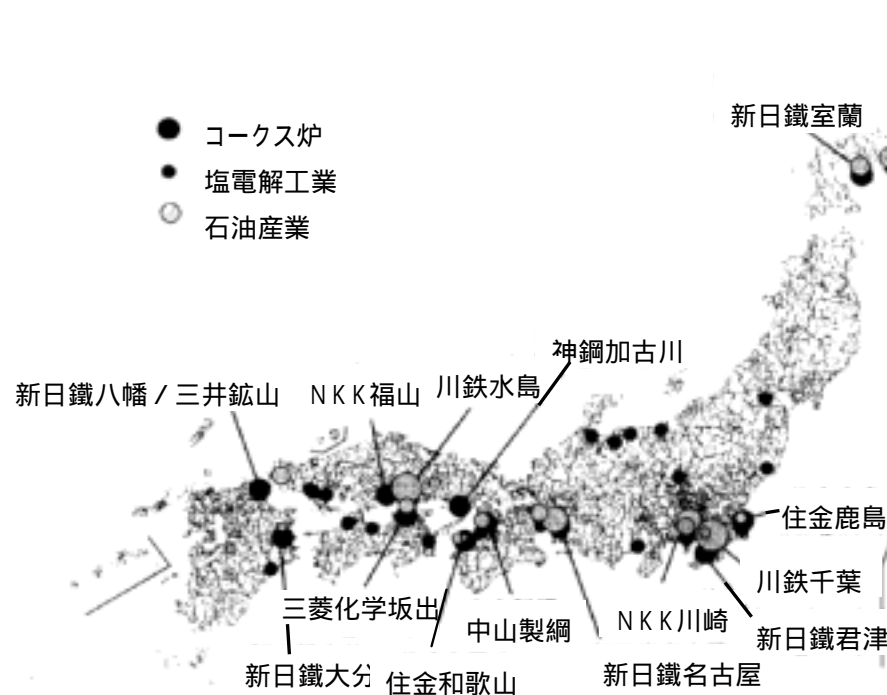 新日鐵室蘭
コークス炉
塩電解工業
石油産業
神鋼加古川
新日鐵八幡/三井鉱山
NKK福山
川鉄水島
住金鹿島
川鉄千葉
三菱化学坂出
中山製綱
NKK川崎
新日鐵君津
新日鐵大分
住金和歌山
新日鐵名古屋